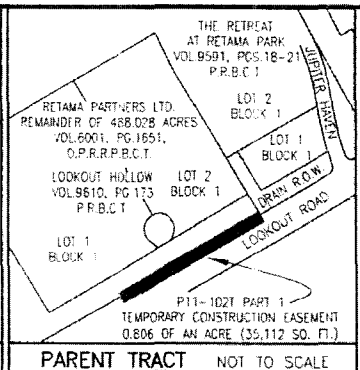 THE RETREAT
AT RETAMA PARK
VOL.9591, PGS.18-21
P.R.B.C.T.
JUPITER HAVEN
RETAMA PARTNERS LTD.
REMAINDER OF 488.028 ACRES
VOL.6001, PG.1651,
O.P.R.R.P.B.C.T.
LOT 2
BLOCK 1
LOT 1
BLOCK 1
LOOKOUT HOLLOW
VOL.9610, PG 173
P.R.B.C.T
LOT 2
BLOCK 1
DRAIN R.O.W.
LOOKOUT ROAD
LOT 1
BLOCK 1
P11-102T PART 1
TEMPORARY CONSTRUCTION EASEMENT
0.806 OF AN ACRE (35,112 SQ. FT.)
PARENT TRACT NOT TO SCALE